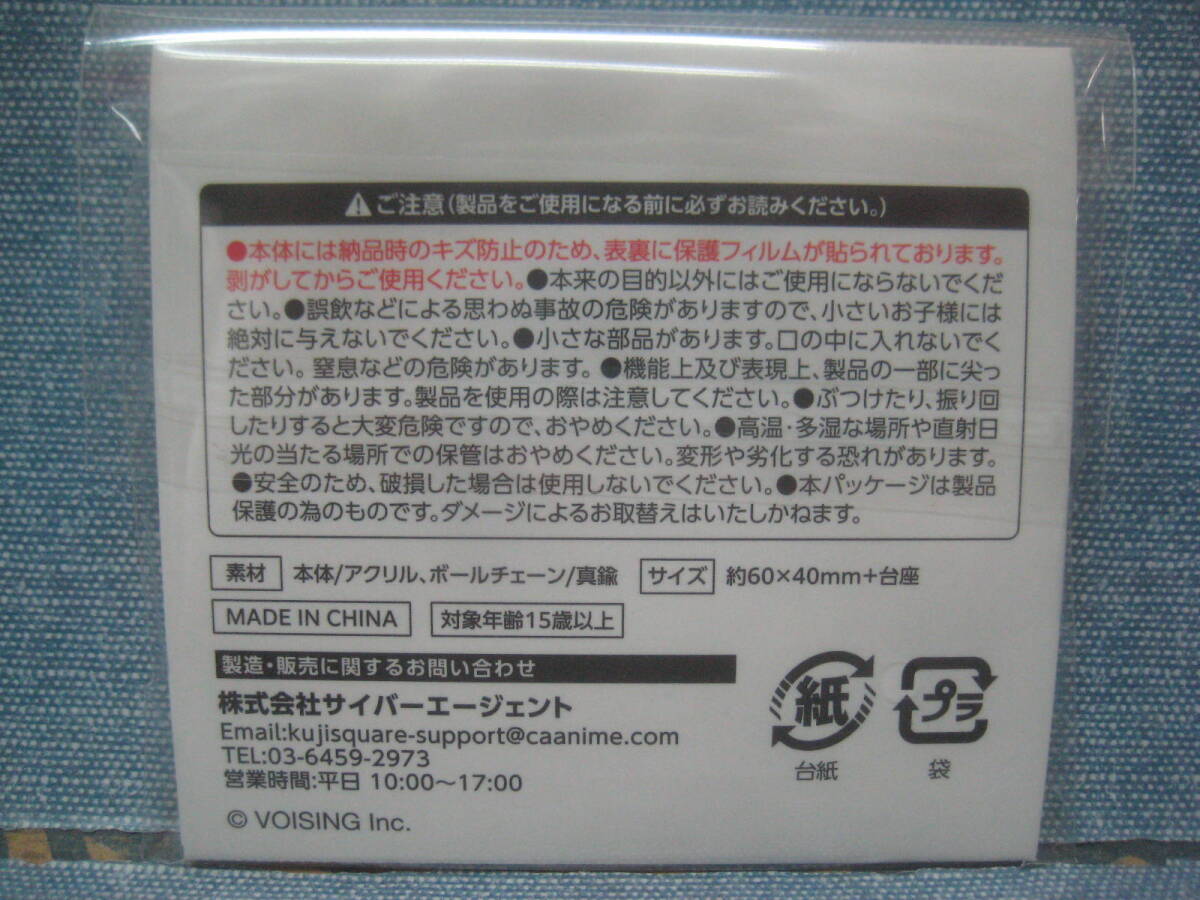 ⚠ご注意(製品をご使用になる前に必ずお読みください。)
●本体には納品時のキズ防止のため、表裏に保護フィルムが貼られております。
剥がしてからご使用ください。●本来の目的以外にはご使用にならないでくだ
さい。●誤飲などによる思わぬ事故の危険がありますので、小さいお子様には
絶対に与えないでください。●小さな部品があります。口の中に入れないでく
ださい。窒息などの危険があります。●機能上及び表現上、製品の一部に尖っ
た部分があります。製品を使用の際は注意してください。●ぶつけたり、振り回
したりすると大変危険ですので、おやめください。●高温・多湿な場所や直射日
光の当たる場所での保管はおやめください。変形や劣化する恐れがあります。
●安全のため、破損した場合は使用しないでください。●本パッケージは製品
保護の為のものです。ダメージによるお取替えはいたしかねます。
素材 本体/アクリル、ボールチェーン/真鍮 サイズ 約60×40mm+台座
MADE IN CHINA 対象年齢15歳以上
製造・販売に関するお問い合わせ
株式会社サイバーエージェント
Email:kujisquare-support@caanime.com
TEL:03-6459-2973
営業時間:平日 10:00～17:00
© VOISING Inc.
紙
台紙
プラ
袋